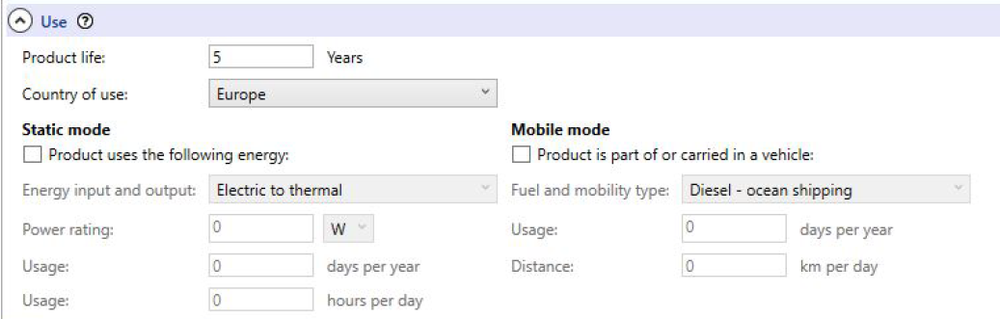 Use ?
Product life: 5 Years
Country of use: Europe
Static mode
Product uses the following energy:
Energy input and output: Electric to thermal
Power rating: 0 W
Usage: 0 days per year
Usage: 0 hours per day
Mobile mode
Product is part of or carried in a vehicle:
Fuel and mobility type: Diesel - ocean shipping
Usage: 0 days per year
Distance: 0 km per day